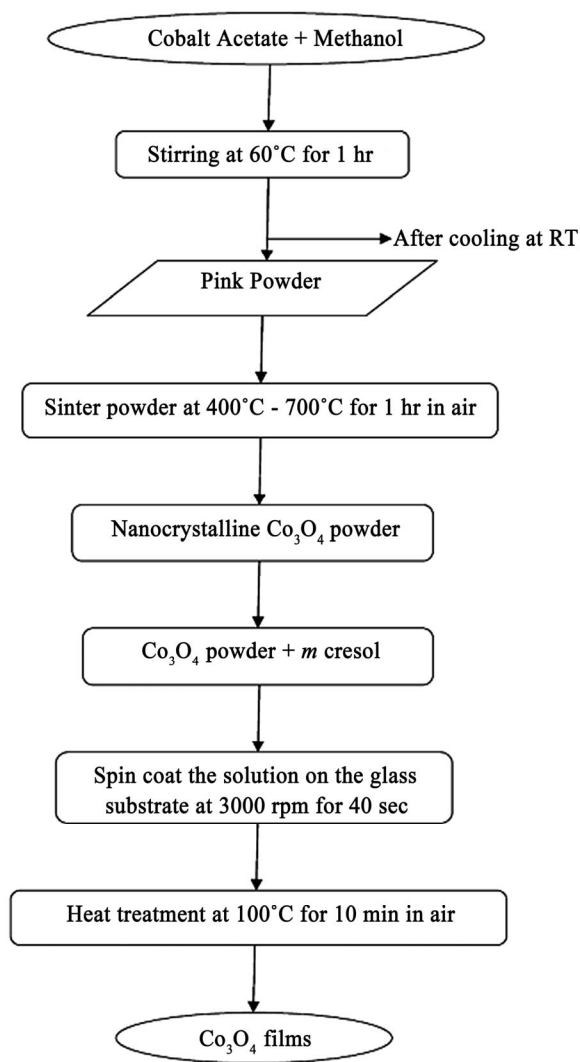 Cobalt Acetate + Methanol
Stirring at 60˚C for 1 hr
After cooling at RT
Pink Powder
Sinter powder at 400˚C - 700˚C for 1 hr in air
Nanocrystalline Co₃O₄ powder
Co₃O₄ powder + m cresol
Spin coat the solution on the glass
substrate at 3000 rpm for 40 sec
Heat treatment at 100˚C for 10 min in air
Co₃O₄ films